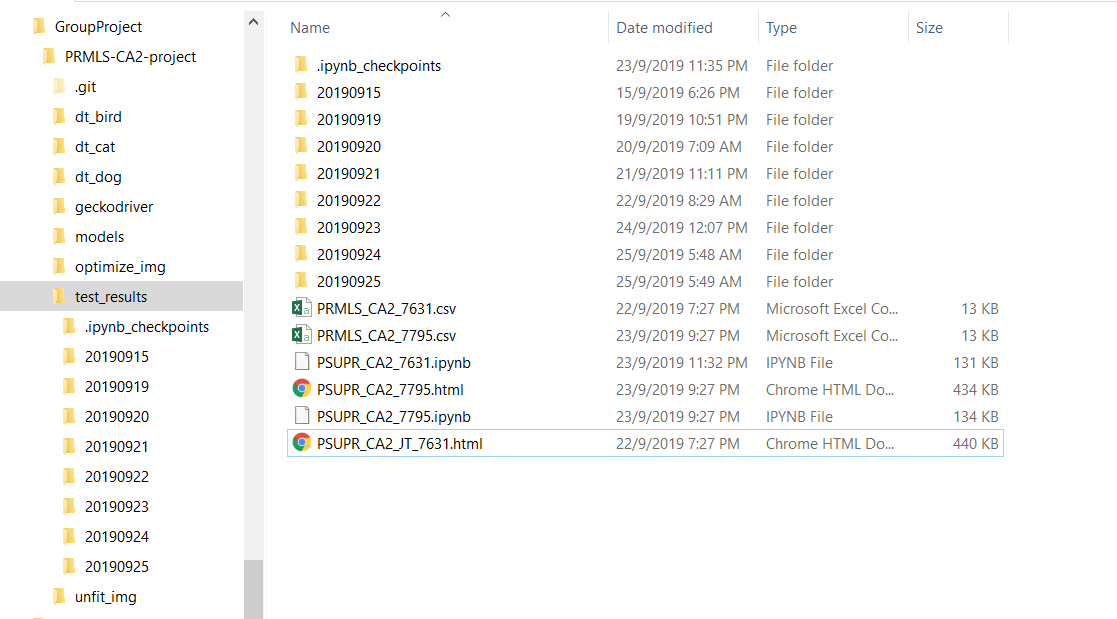 GroupProject
PRMLS-CA2-project
.git
dt_bird
dt_cat
dt_dog
geckodriver
models
optimize_img
test_results
.ipynb_checkpoints
20190915
20190919
20190920
20190921
20190922
20190923
20190924
20190925
unfit_img
Name Date modified Type Size
.ipynb_checkpoints 23/9/2019 11:35 PM File folder
20190915 15/9/2019 6:26 PM File folder
20190919 19/9/2019 10:51 PM File folder
20190920 20/9/2019 7:09 AM File folder
20190921 21/9/2019 11:11 PM File folder
20190922 22/9/2019 8:29 AM File folder
20190923 24/9/2019 12:07 PM File folder
20190924 25/9/2019 5:48 AM File folder
20190925 25/9/2019 5:49 AM File folder
PRMLS_CA2_7631.csv 22/9/2019 7:27 PM Microsoft Excel Co... 13 KB
PRMLS_CA2_7795.csv 23/9/2019 9:27 PM Microsoft Excel Co... 13 KB
PSUPR_CA2_7631.ipynb 23/9/2019 11:32 PM IPYNB File 131 KB
PSUPR_CA2_7795.html 23/9/2019 9:27 PM Chrome HTML Do... 434 KB
PSUPR_CA2_7795.ipynb 23/9/2019 9:27 PM IPYNB File 134 KB
PSUPR_CA2_JT_7631.html 22/9/2019 7:27 PM Chrome HTML Do... 440 KB